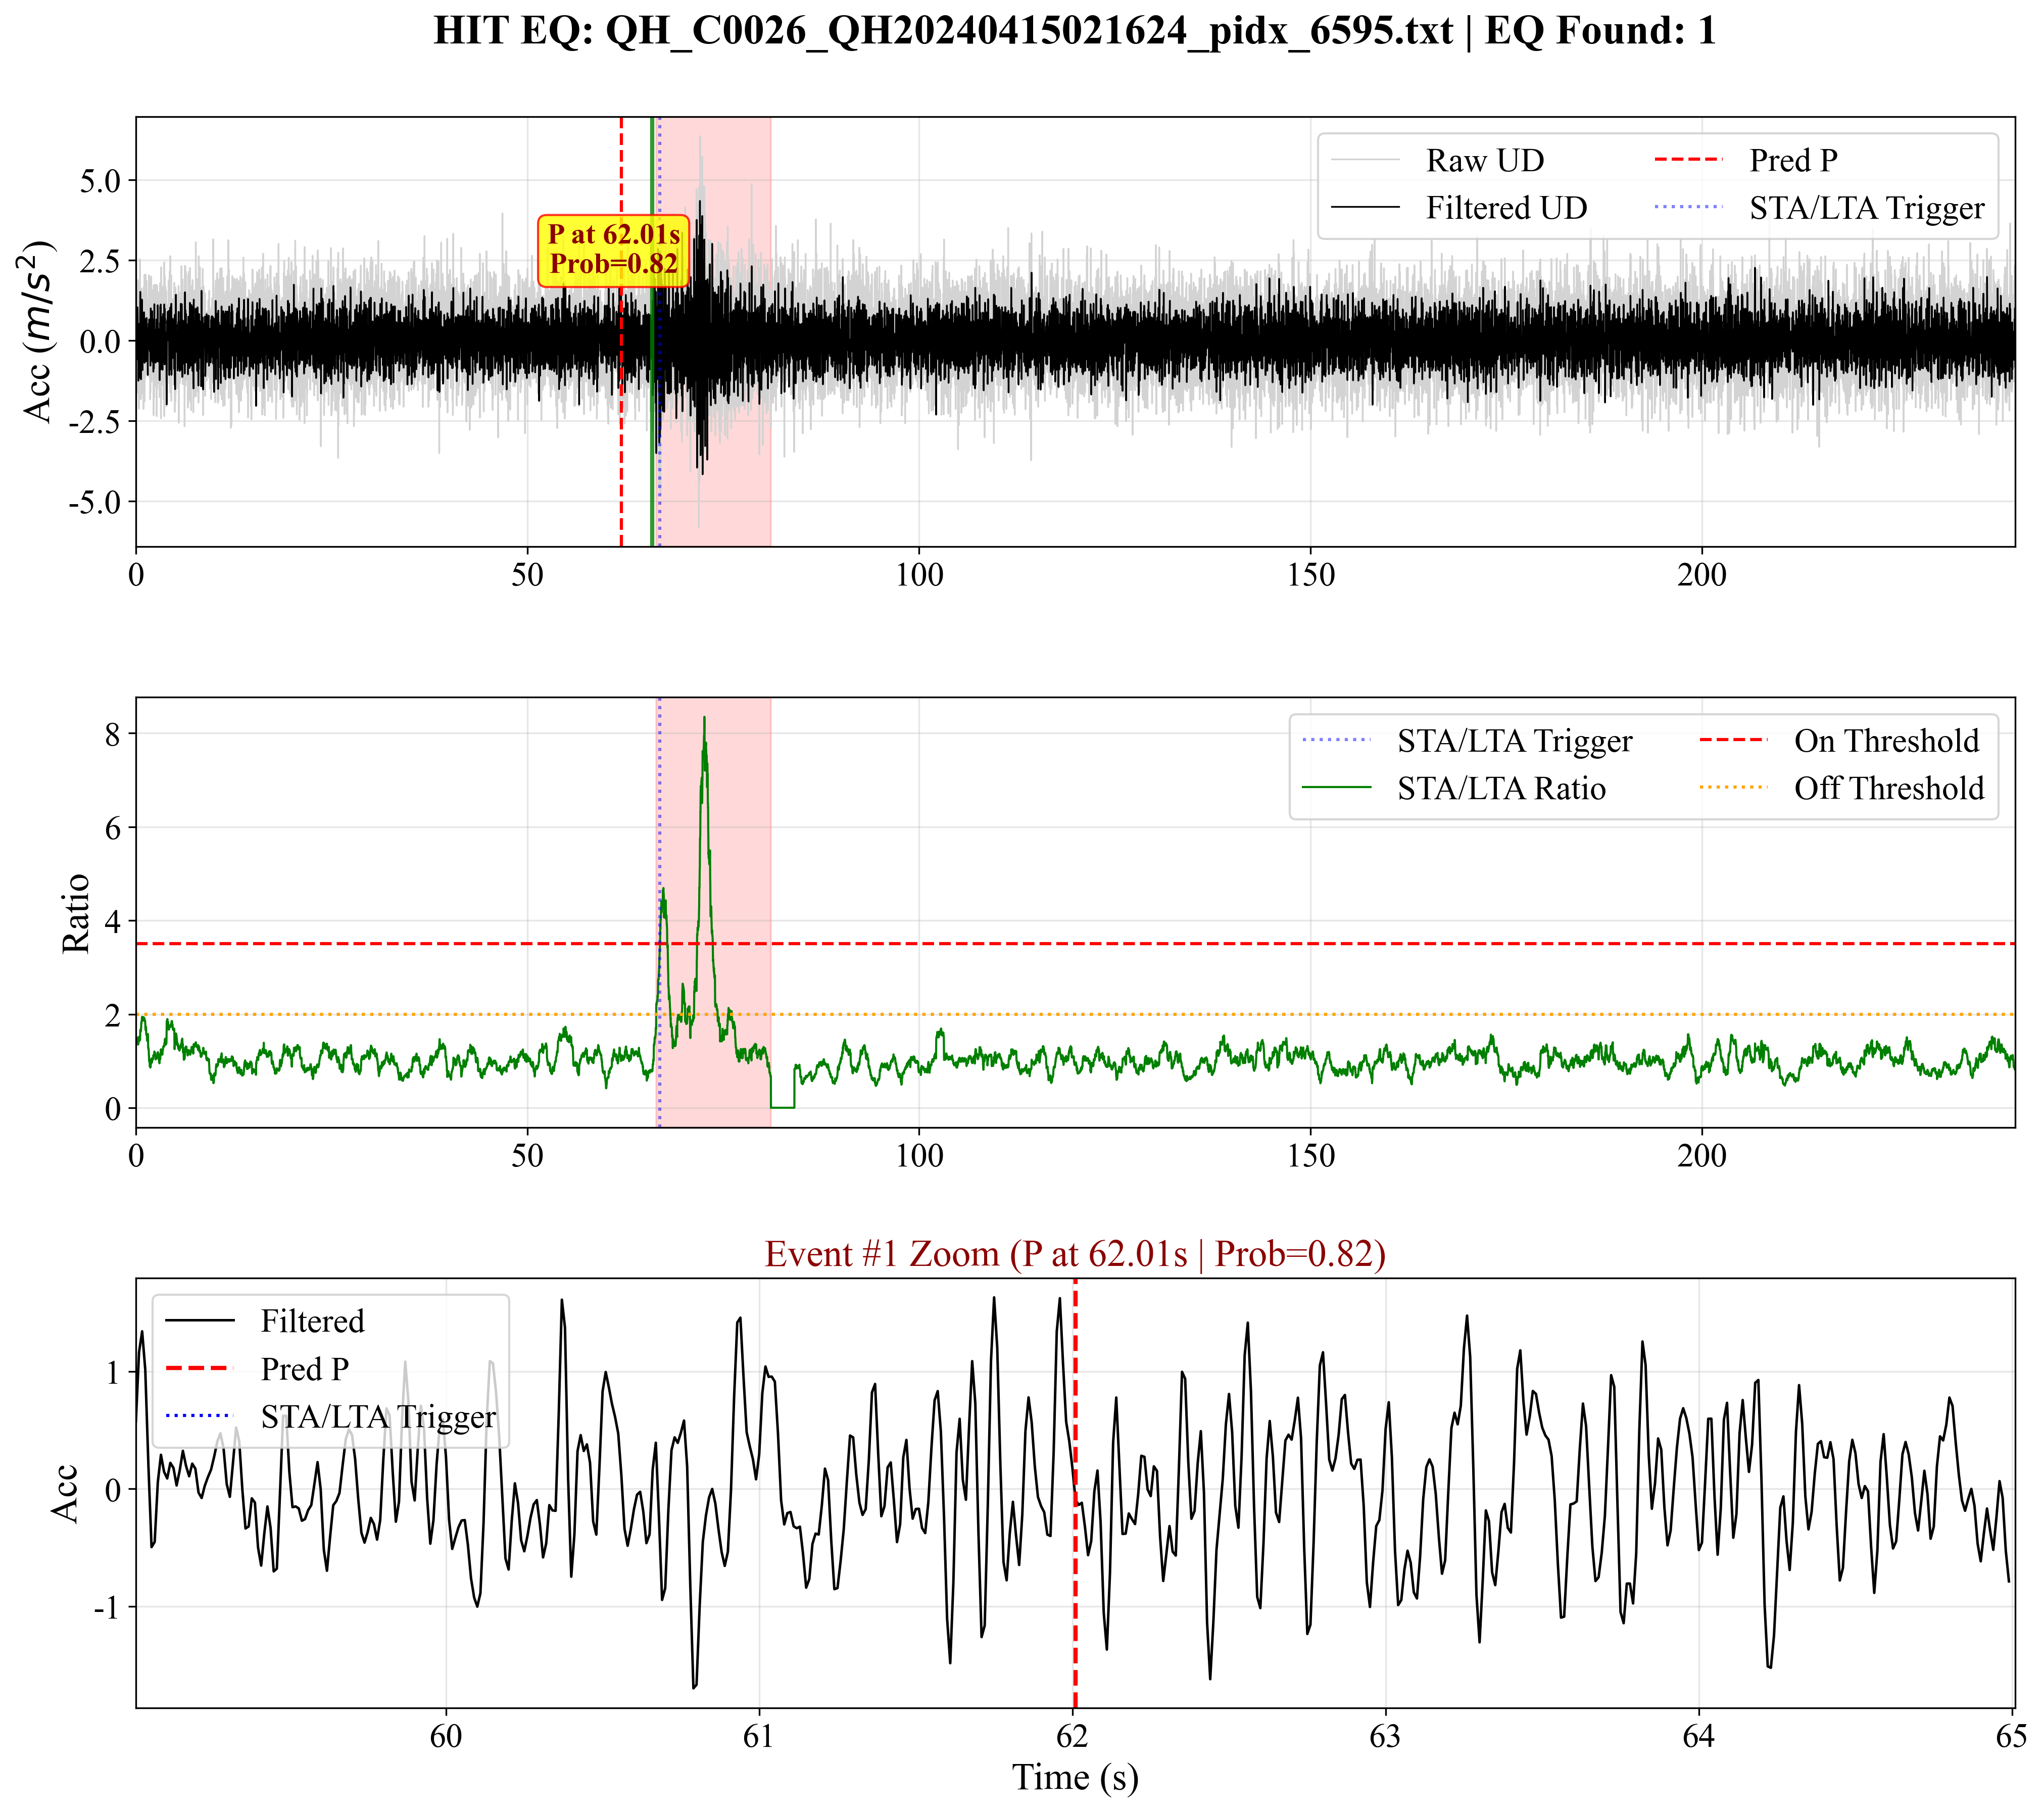 HIT EQ: QH_C0026_QH20240415021624_pidx_6595.txt | EQ Found: 1
Raw UD
Filtered UD
Pred P
STA/LTA Trigger
P at 62.01s
Prob=0.82
Acc (m/s²)
5.0
2.5
0.0
-2.5
-5.0
0 50 100 150 200
STA/LTA Trigger
STA/LTA Ratio
On Threshold
Off Threshold
Ratio
8
6
4
2
0
0 50 100 150 200
Event #1 Zoom (P at 62.01s | Prob=0.82)
Filtered
Pred P
STA/LTA Trigger
Acc
1
0
-1
60 61 62 63 64 65
Time (s)